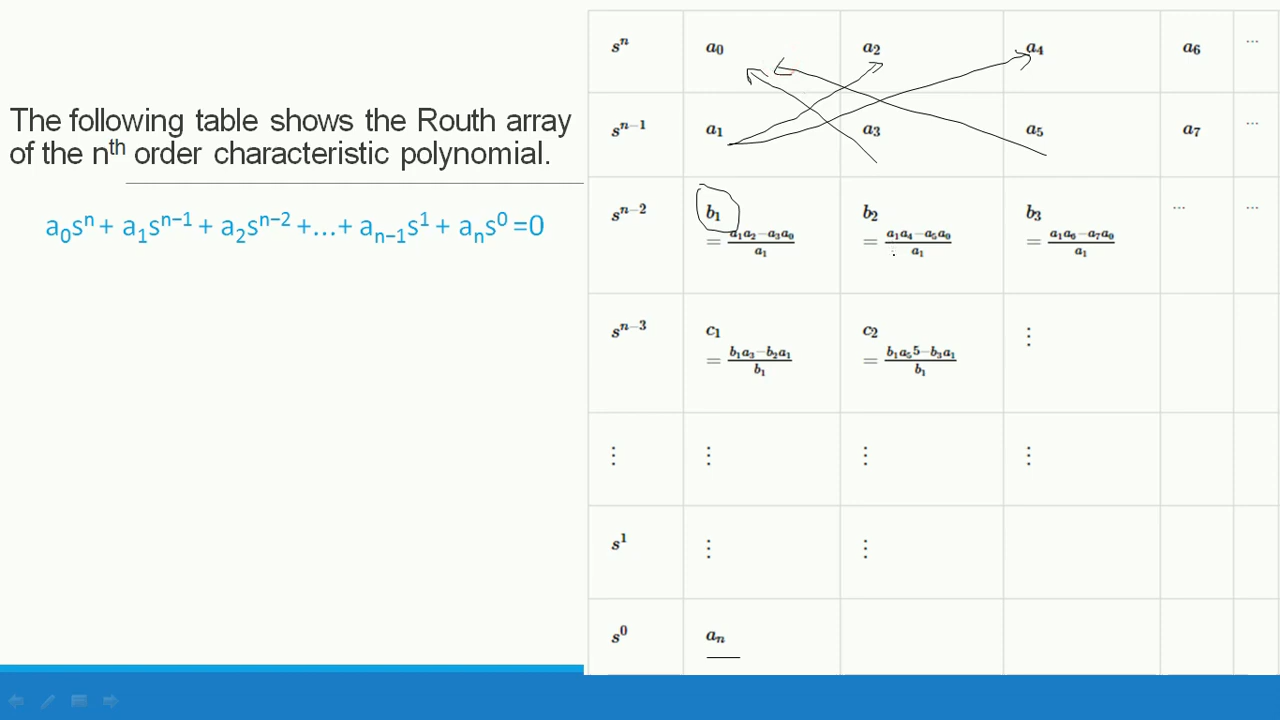 The following table shows the Routh array
of the nth order characteristic polynomial.
a₀sⁿ + a₁sⁿ⁻¹ + a₂sⁿ⁻² +...+ aₙ₋₁s¹ + aₙs⁰ =0
sⁿ a₀ a₂ a₄ a₆ ...
sⁿ⁻¹ a₁ a₃ a₅ a₇ ...
sⁿ⁻² b₁ b₂ b₃ ... ...
= (a₁a₂−a₃a₀)/a₁ = (a₁a₄−a₅a₀)/a₁ = (a₁a₆−a₇a₀)/a₁
sⁿ⁻³ c₁ c₂ ⋮
= (b₁a₃−b₂a₁)/b₁ = (b₁a₅5−b₃a₁)/b₁
⋮ ⋮ ⋮ ⋮
s¹ ⋮ ⋮
s⁰ aₙ